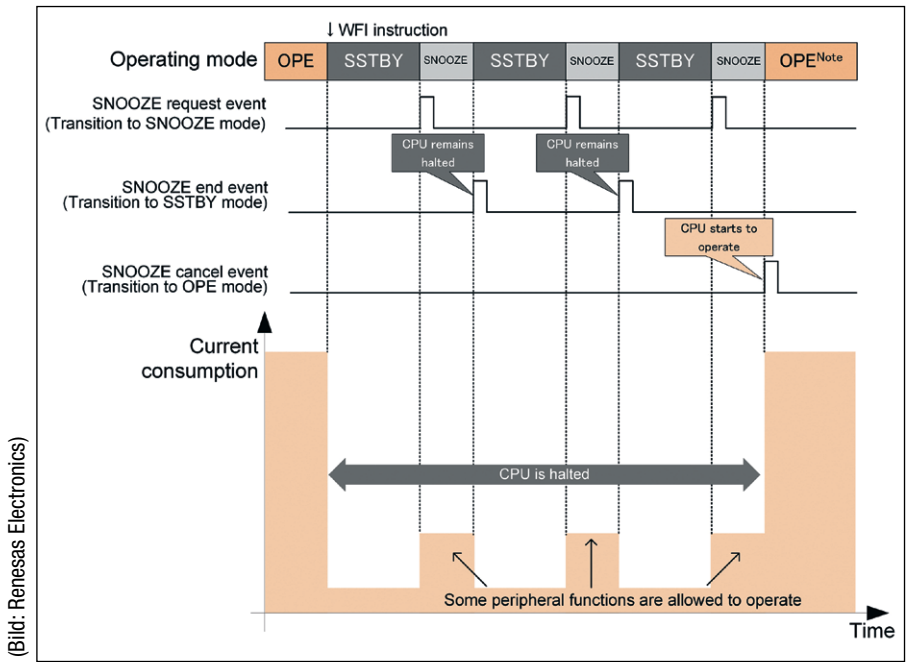 ↓ WFI instruction
Operating mode
OPE SSTBY SNOOZE SSTBY SNOOZE SSTBY SNOOZE OPENote
SNOOZE request event
(Transition to SNOOZE mode)
CPU remains
halted
CPU remains
halted
SNOOZE end event
(Transition to SSTBY mode)
CPU starts to
operate
SNOOZE cancel event
(Transition to OPE mode)
Current
consumption
CPU is halted
Some peripheral functions are allowed to operate
Time
(Bild: Renesas Electronics)